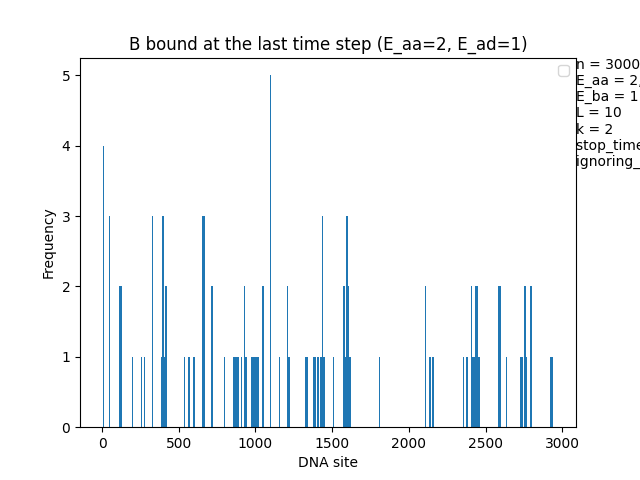 B bound at the last time step (E_aa=2, E_ad=1)
n = 3000
E_aa = 2,
E_ba = 1
L = 10
k = 2
stop_time
ignoring_
Frequency
5
4
3
2
1
0
0 500 1000 1500 2000 2500 3000
DNA site